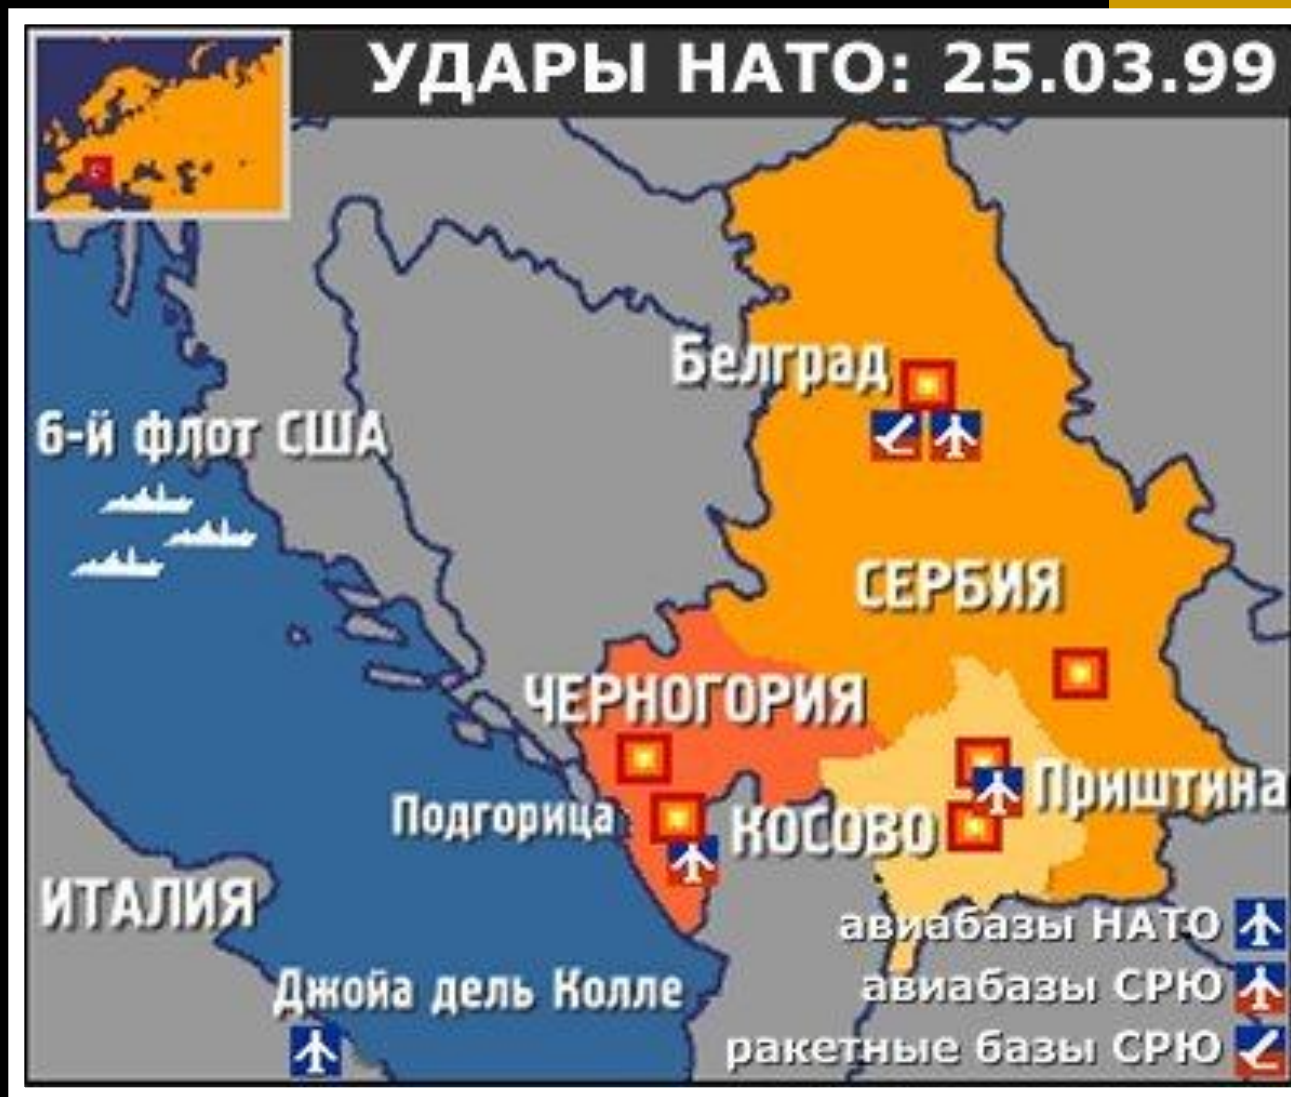 УДАРЫ НАТО: 25.03.99
Белград
6-й флот США
СЕРБИЯ
ЧЕРНОГОРИЯ
Приштина
Подгорица
КОСОВО
ИТАЛИЯ
авиабазы НАТО
Джойа дель Колле
авиабазы СРЮ
ракетные базы СРЮ